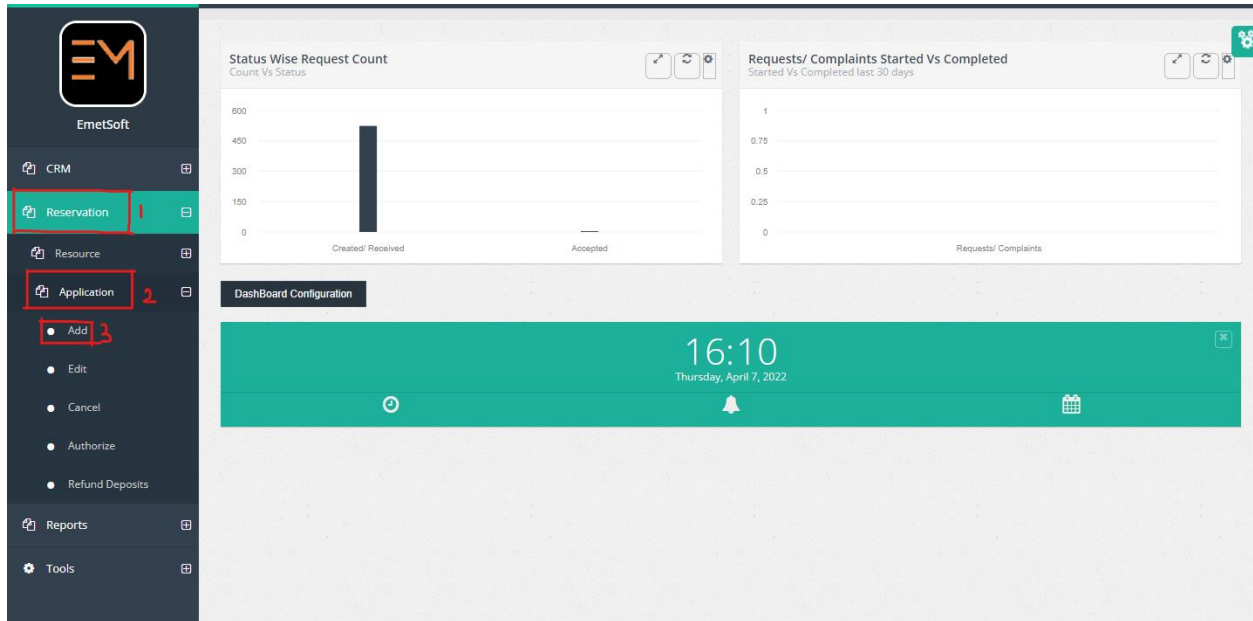 EM
EmetSoft
CRM
Reservation 1
Resource
Application 2
Add 3
Edit
Cancel
Authorize
Refund Deposits
Reports
Tools
Status Wise Request Count
Count Vs Status
600
450
300
150
0
Created/ Received Accepted
Requests/ Complaints Started Vs Completed
Started Vs Completed last 30 days
1
0.75
0.5
0.25
0
Requests/ Complaints
DashBoard Configuration
16:10
Thursday, April 7, 2022